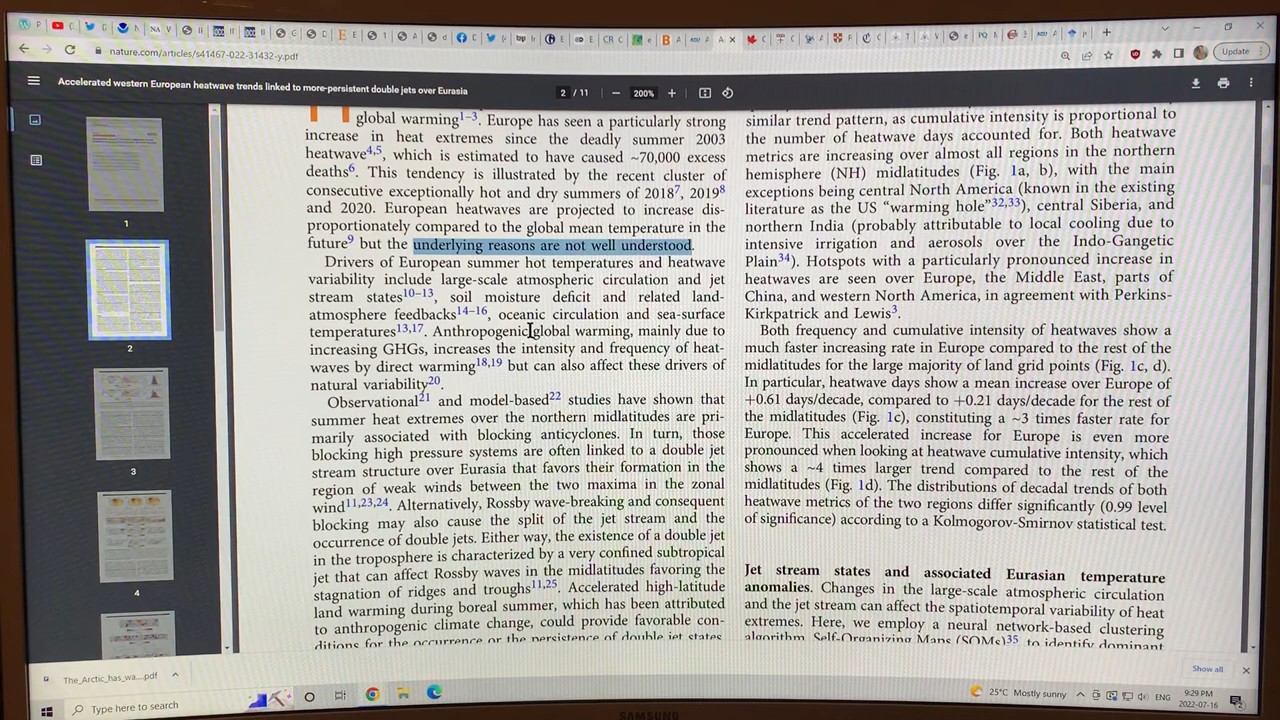 nature.com/articles/s41467-022-31432-y.pdf
Update
Accelerated western European heatwave trends linked to more-persistent double jets over Eurasia
2 / 11
200%
1
2
3
4
global warming1–3. Europe has seen a particularly strong
increase in heat extremes since the deadly summer 2003
heatwave4,5, which is estimated to have caused ~70,000 excess
deaths6. This tendency is illustrated by the recent cluster of
consecutive exceptionally hot and dry summers of 20187, 20198
and 2020. European heatwaves are projected to increase dis-
proportionately compared to the global mean temperature in the
future9 but the underlying reasons are not well understood.
Drivers of European summer hot temperatures and heatwave
variability include large-scale atmospheric circulation and jet
stream states10–13, soil moisture deficit and related land-
atmosphere feedbacks14–16, oceanic circulation and sea-surface
temperatures13,17. Anthropogenic global warming, mainly due to
increasing GHGs, increases the intensity and frequency of heat-
waves by direct warming18,19 but can also affect these drivers of
natural variability20.
Observational21 and model-based22 studies have shown that
summer heat extremes over the northern midlatitudes are pri-
marily associated with blocking anticyclones. In turn, those
blocking high pressure systems are often linked to a double jet
stream structure over Eurasia that favors their formation in the
region of weak winds between the two maxima in the zonal
wind11,23,24. Alternatively, Rossby wave-breaking and consequent
blocking may also cause the split of the jet stream and the
occurrence of double jets. Either way, the existence of a double jet
in the troposphere is characterized by a very confined subtropical
jet that can affect Rossby waves in the midlatitudes favoring the
stagnation of ridges and troughs11,25. Accelerated high-latitude
land warming during boreal summer, which has been attributed
to anthropogenic climate change, could provide favorable con-
ditions for the occurrence or the persistence of double jet states
similar trend pattern, as cumulative intensity is proportional to
the number of heatwave days accounted for. Both heatwave
metrics are increasing over almost all regions in the northern
hemisphere (NH) midlatitudes (Fig. 1a, b), with the main
exceptions being central North America (known in the existing
literature as the US “warming hole”32,33), central Siberia, and
northern India (probably attributable to local cooling due to
intensive irrigation and aerosols over the Indo-Gangetic
Plain34). Hotspots with a particularly pronounced increase in
heatwaves are seen over Europe, the Middle East, parts of
China, and western North America, in agreement with Perkins-
Kirkpatrick and Lewis3.
Both frequency and cumulative intensity of heatwaves show a
much faster increasing rate in Europe compared to the rest of the
midlatitudes for the large majority of land grid points (Fig. 1c, d).
In particular, heatwave days show a mean increase over Europe of
+0.61 days/decade, compared to +0.21 days/decade for the rest of
the midlatitudes (Fig. 1c), constituting a ~3 times faster rate for
Europe. This accelerated increase for Europe is even more
pronounced when looking at heatwave cumulative intensity, which
shows a ~4 times larger trend compared to the rest of the
midlatitudes (Fig. 1d). The distributions of decadal trends of both
heatwave metrics of the two regions differ significantly (0.99 level
of significance) according to a Kolmogorov-Smirnov statistical test.
Jet stream states and associated Eurasian temperature
anomalies. Changes in the large-scale atmospheric circulation
and the jet stream can affect the spatiotemporal variability of heat
extremes. Here, we employ a neural network-based clustering
algorithm, Self-Organizing Maps (SOMs)35 to identify dominant
The_Arctic_has_wa....pdf
Show all
Type here to search
25°C Mostly sunny
ENG
9:29 PM
2022-07-16
SAMSUNG